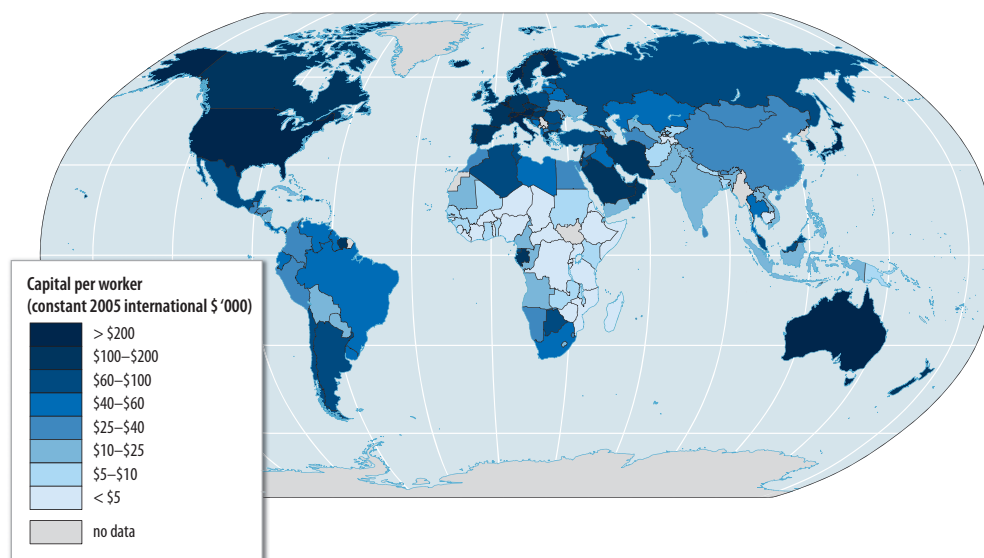 Capital per worker
(constant 2005 international $ ‘000)
> $200
$100–$200
$60–$100
$40–$60
$25–$40
$10–$25
$5–$10
< $5
no data